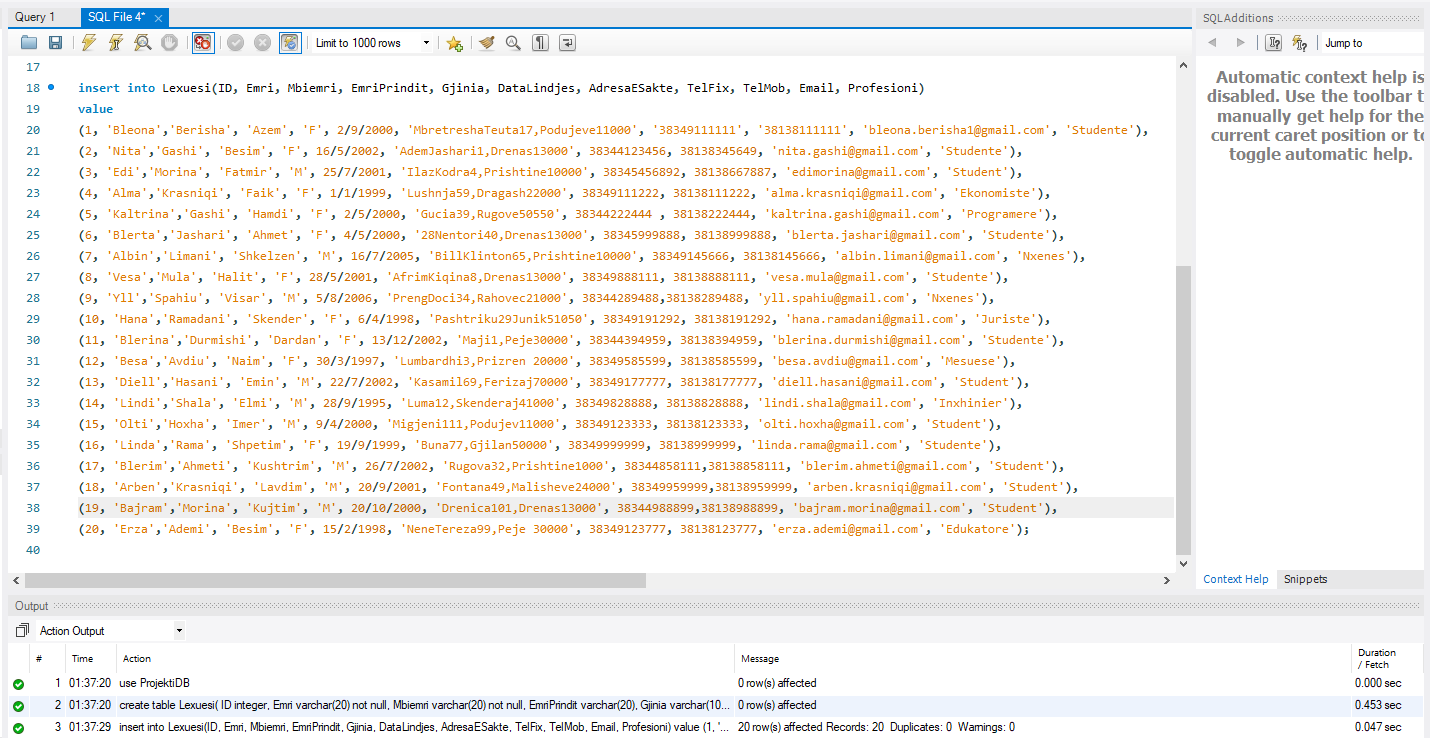 Query 1
SQL File 4*
SQLAdditions
Limit to 1000 rows
Jump to
Automatic context help is
disabled. Use the toolbar t
manually get help for the
current caret position or to
toggle automatic help.
17
18 insert into Lexuesi(ID, Emri, Mbiemri, EmriPrindit, Gjinia, DataLindjes, AdresaESakte, TelFix, TelMob, Email, Profesioni)
19 value
20 (1, 'Bleona','Berisha', 'Azem', 'F', 2/9/2000, 'MbretreshaTeuta17,Podujeve11000', '38349111111', '38138111111', 'bleona.berisha1@gmail.com', 'Studente'),
21 (2, 'Nita','Gashi', 'Besim', 'F', 16/5/2002, 'AdemJashari1,Drenas13000', 38344123456, 38138345649, 'nita.gashi@gmail.com', 'Studente'),
22 (3, 'Edi','Morina', 'Fatmir', 'M', 25/7/2001, 'IlazKodra4,Prishtine10000', 38345456892, 38138667887, 'edimorina@gmail.com', 'Student'),
23 (4, 'Alma','Krasniqi', 'Faik', 'F', 1/1/1999, 'Lushnja59,Dragash22000', 38349111222, 38138111222, 'alma.krasniqi@gmail.com', 'Ekonomiste'),
24 (5, 'Kaltrina','Gashi', 'Hamdi', 'F', 2/5/2000, 'Gucia39,Rugove50550', 38344222444 , 38138222444, 'kaltrina.gashi@gmail.com', 'Programere'),
25 (6, 'Blerta','Jashari', 'Ahmet', 'F', 4/5/2000, '28Nentori40,Drenas13000', 38345999888, 38138999888, 'blerta.jashari@gmail.com', 'Studente'),
26 (7, 'Albin','Limani', 'Shkelzen', 'M', 16/7/2005, 'BillKlinton65,Prishtine10000', 38349145666, 38138145666, 'albin.limani@gmail.com', 'Nxenes'),
27 (8, 'Vesa','Mula', 'Halit', 'F', 28/5/2001, 'AfrimKiqina8,Drenas13000', 38349888111, 38138888111, 'vesa.mula@gmail.com', 'Studente'),
28 (9, 'Yll','Spahiu', 'Visar', 'M', 5/8/2006, 'PrengDoci34,Rahovec21000', 38344289488,38138289488, 'yll.spahiu@gmail.com', 'Nxenes'),
29 (10, 'Hana','Ramadani', 'Skender', 'F', 6/4/1998, 'Pashtriku29Junik51050', 38349191292, 38138191292, 'hana.ramadani@gmail.com', 'Juriste'),
30 (11, 'Blerina','Durmishi', 'Dardan', 'F', 13/12/2002, 'Maji1,Peje30000', 38344394959, 38138394959, 'blerina.durmishi@gmail.com', 'Studente'),
31 (12, 'Besa','Avdiu', 'Naim', 'F', 30/3/1997, 'Lumbardhi3,Prizren 20000', 38349585599, 38138585599, 'besa.avdiu@gmail.com', 'Mesuese'),
32 (13, 'Diell','Hasani', 'Emin', 'M', 22/7/2002, 'Kasamil69,Ferizaj70000', 38349177777, 38138177777, 'diell.hasani@gmail.com', 'Student'),
33 (14, 'Lindi','Shala', 'Elmi', 'M', 28/9/1995, 'Luma12,Skenderaj41000', 38349828888, 38138828888, 'lindi.shala@gmail.com', 'Inxhinier'),
34 (15, 'Olti','Hoxha', 'Imer', 'M', 9/4/2000, 'Migjeni111,Podujev11000', 38349123333, 38138123333, 'olti.hoxha@gmail.com', 'Student'),
35 (16, 'Linda','Rama', 'Shpetim', 'F', 19/9/1999, 'Buna77,Gjilan50000', 38349999999, 38138999999, 'linda.rama@gmail.com', 'Studente'),
36 (17, 'Blerim','Ahmeti', 'Kushtrim', 'M', 26/7/2002, 'Rugova32,Prishtine1000', 38344858111,38138858111, 'blerim.ahmeti@gmail.com', 'Student'),
37 (18, 'Arben','Krasniqi', 'Lavdim', 'M', 20/9/2001, 'Fontana49,Malisheve24000', 38349959999,38138959999, 'arben.krasniqi@gmail.com', 'Student'),
38 (19, 'Bajram','Morina', 'Kujtim', 'M', 20/10/2000, 'Drenica101,Drenas13000', 38344988899,38138988899, 'bajram.morina@gmail.com', 'Student'),
39 (20, 'Erza','Ademi', 'Besim', 'F', 15/2/1998, 'NeneTereza99,Peje 30000', 38349123777, 38138123777, 'erza.ademi@gmail.com', 'Edukatore');
40
Context Help Snippets
Output
Action Output
# Time Action Message Duration / Fetch
1 01:37:20 use ProjektiDB 0 row(s) affected 0.000 sec
2 01:37:20 create table Lexuesi( ID integer, Emri varchar(20) not null, Mbiemri varchar(20) not null, EmriPrindit varchar(20), Gjinia varchar(10... 0 row(s) affected 0.453 sec
3 01:37:29 insert into Lexuesi(ID, Emri, Mbiemri, EmriPrindit, Gjinia, DataLindjes, AdresaESakte, TelFix, TelMob, Email, Profesioni) value (1, '... 20 row(s) affected Records: 20 Duplicates: 0 Warnings: 0 0.047 sec